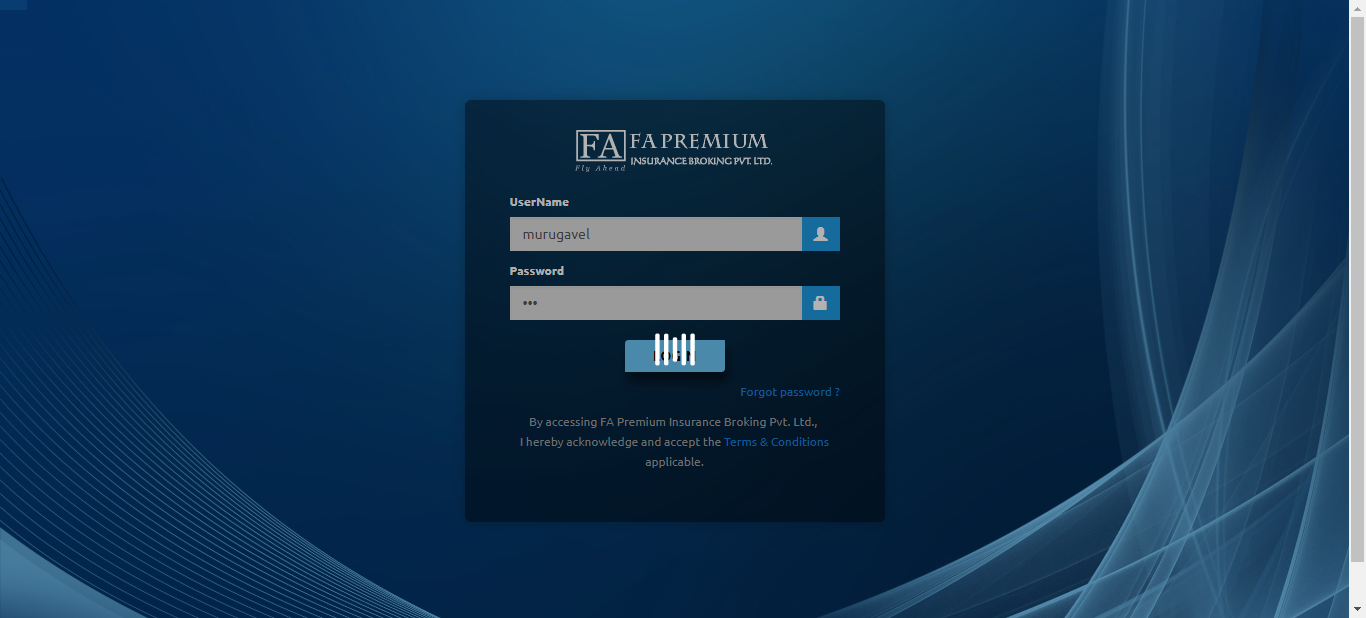 FA FA PREMIUM
INSURANCE BROKING PVT. LTD.
Fly Ahead
UserName
murugavel
Password
•••
Forgot password ?
By accessing FA Premium Insurance Broking Pvt. Ltd.,
I hereby acknowledge and accept the Terms & Conditions
applicable.